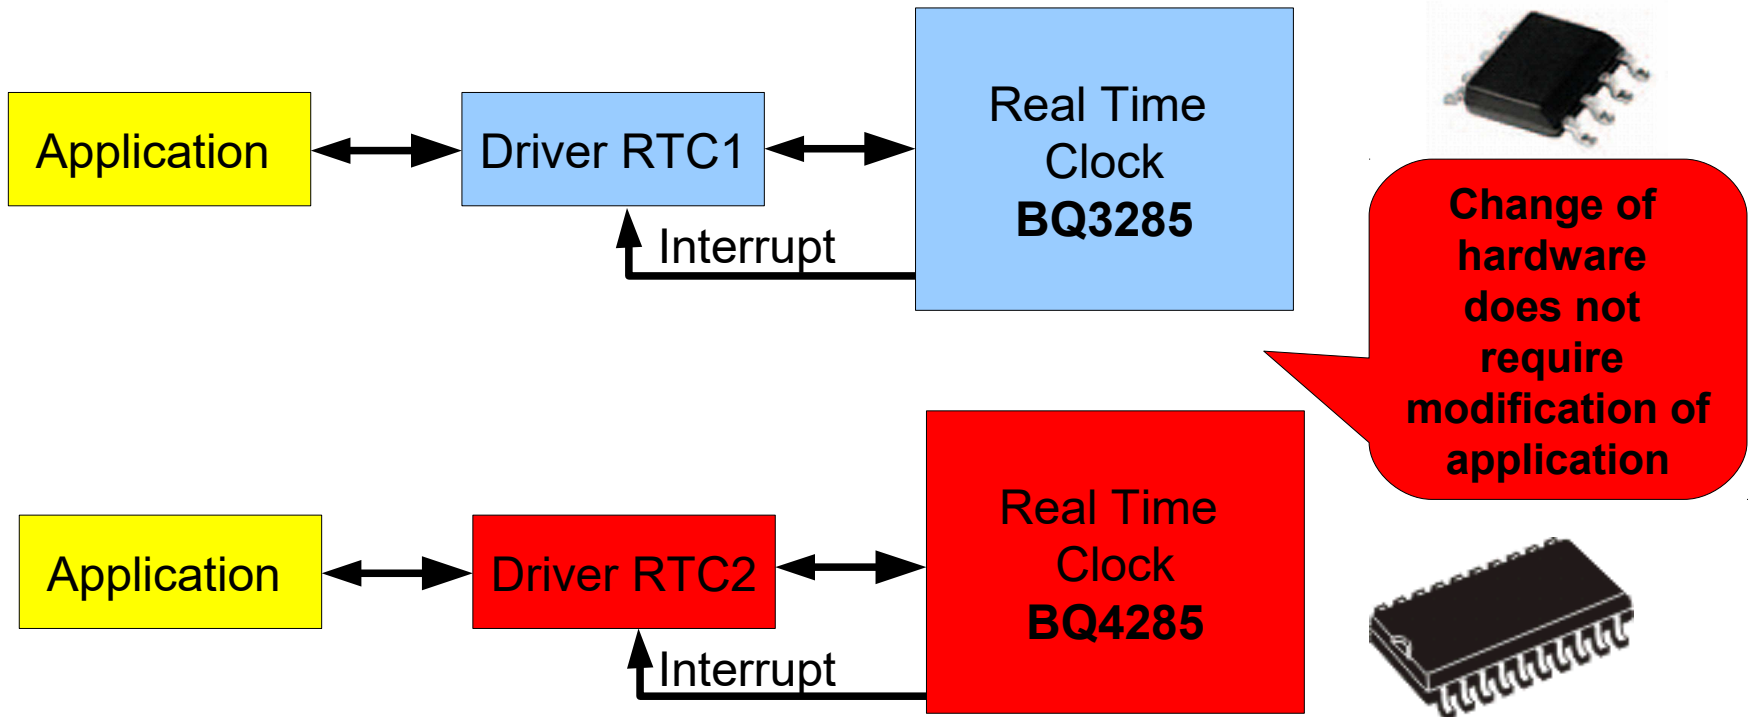 Application
Driver RTC1
Real Time
Clock
BQ3285
Interrupt
Change of
hardware
does not
require
modification of
application
Application
Driver RTC2
Real Time
Clock
BQ4285
Interrupt